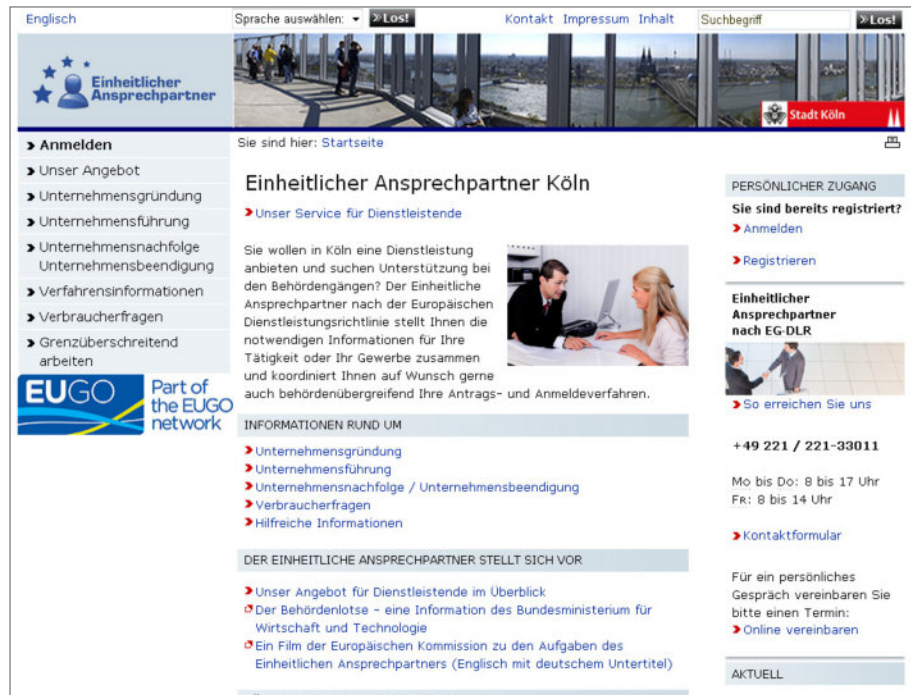 Englisch
Sprache auswählen:
Los!
Kontakt Impressum Inhalt
Suchbegriff
Los!
Einheitlicher
Ansprechpartner
Stadt Köln
Anmelden
Unser Angebot
Unternehmensgründung
Unternehmensführung
Unternehmensnachfolge
Unternehmensbeendigung
Verfahrensinformationen
Verbraucherfragen
Grenzüberschreitend
arbeiten
EUGO
Part of
the EUGO
network
Sie sind hier: Startseite
Einheitlicher Ansprechpartner Köln
Unser Service für Dienstleistende
Sie wollen in Köln eine Dienstleistung
anbieten und suchen Unterstützung bei
den Behördengängen? Der Einheitliche
Ansprechpartner nach der Europäischen
Dienstleistungsrichtlinie stellt Ihnen die
notwendigen Informationen für Ihre
Tätigkeit oder Ihr Gewerbe zusammen
und koordiniert Ihnen auf Wunsch gerne
auch behördenübergreifend Ihre Antrags- und Anmeldeverfahren.
INFORMATIONEN RUND UM
Unternehmensgründung
Unternehmensführung
Unternehmensnachfolge / Unternehmensbeendigung
Verbraucherfragen
Hilfreiche Informationen
DER EINHEITLICHE ANSPRECHPARTNER STELLT SICH VOR
Unser Angebot für Dienstleistende im Überblick
Der Behördenlotse – eine Information des Bundesministerium für
Wirtschaft und Technologie
Ein Film der Europäischen Kommission zu den Aufgaben des
Einheitlichen Ansprechpartners (Englisch mit deutschem Untertitel)
PERSÖNLICHER ZUGANG
Sie sind bereits registriert?
Anmelden
Registrieren
Einheitlicher
Ansprechpartner
nach EG-DLR
So erreichen Sie uns
+49 221 / 221-33011
Mo bis Do: 8 bis 17 Uhr
FR: 8 bis 14 Uhr
Kontaktformular
Für ein persönliches
Gespräch vereinbaren Sie
bitte einen Termin:
Online vereinbaren
AKTUELL